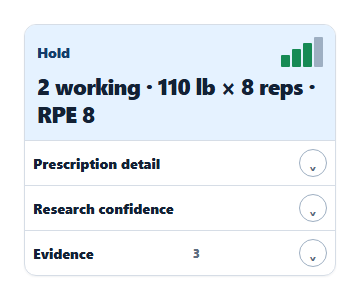 Hold
2 working · 110 lb × 8 reps ·
RPE 8
Prescription detail
Research confidence
Evidence 3